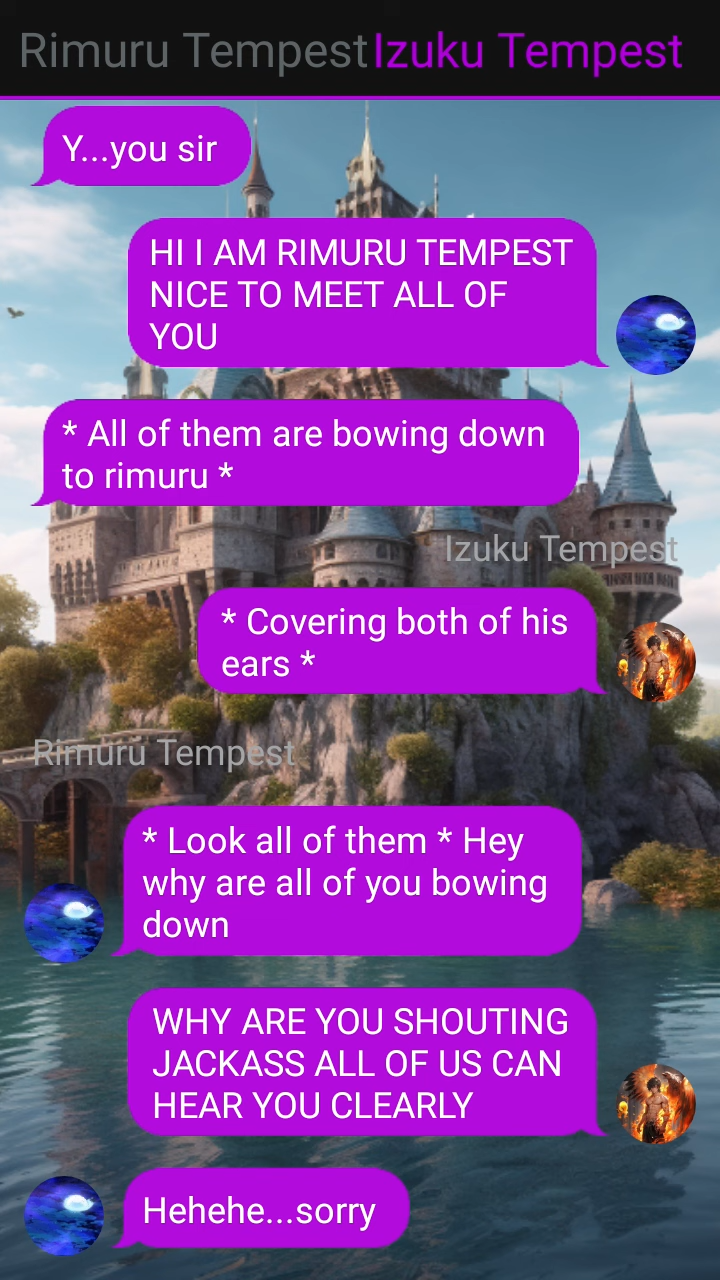 Rimuru Tempest Izuku Tempest
Y...you sir
HI I AM RIMURU TEMPEST
NICE TO MEET ALL OF
YOU
* All of them are bowing down
to rimuru *
Izuku Tempest
* Covering both of his
ears *
Rimuru Tempest
* Look all of them * Hey
why are all of you bowing
down
WHY ARE YOU SHOUTING
JACKASS ALL OF US CAN
HEAR YOU CLEARLY
Hehehe...sorry